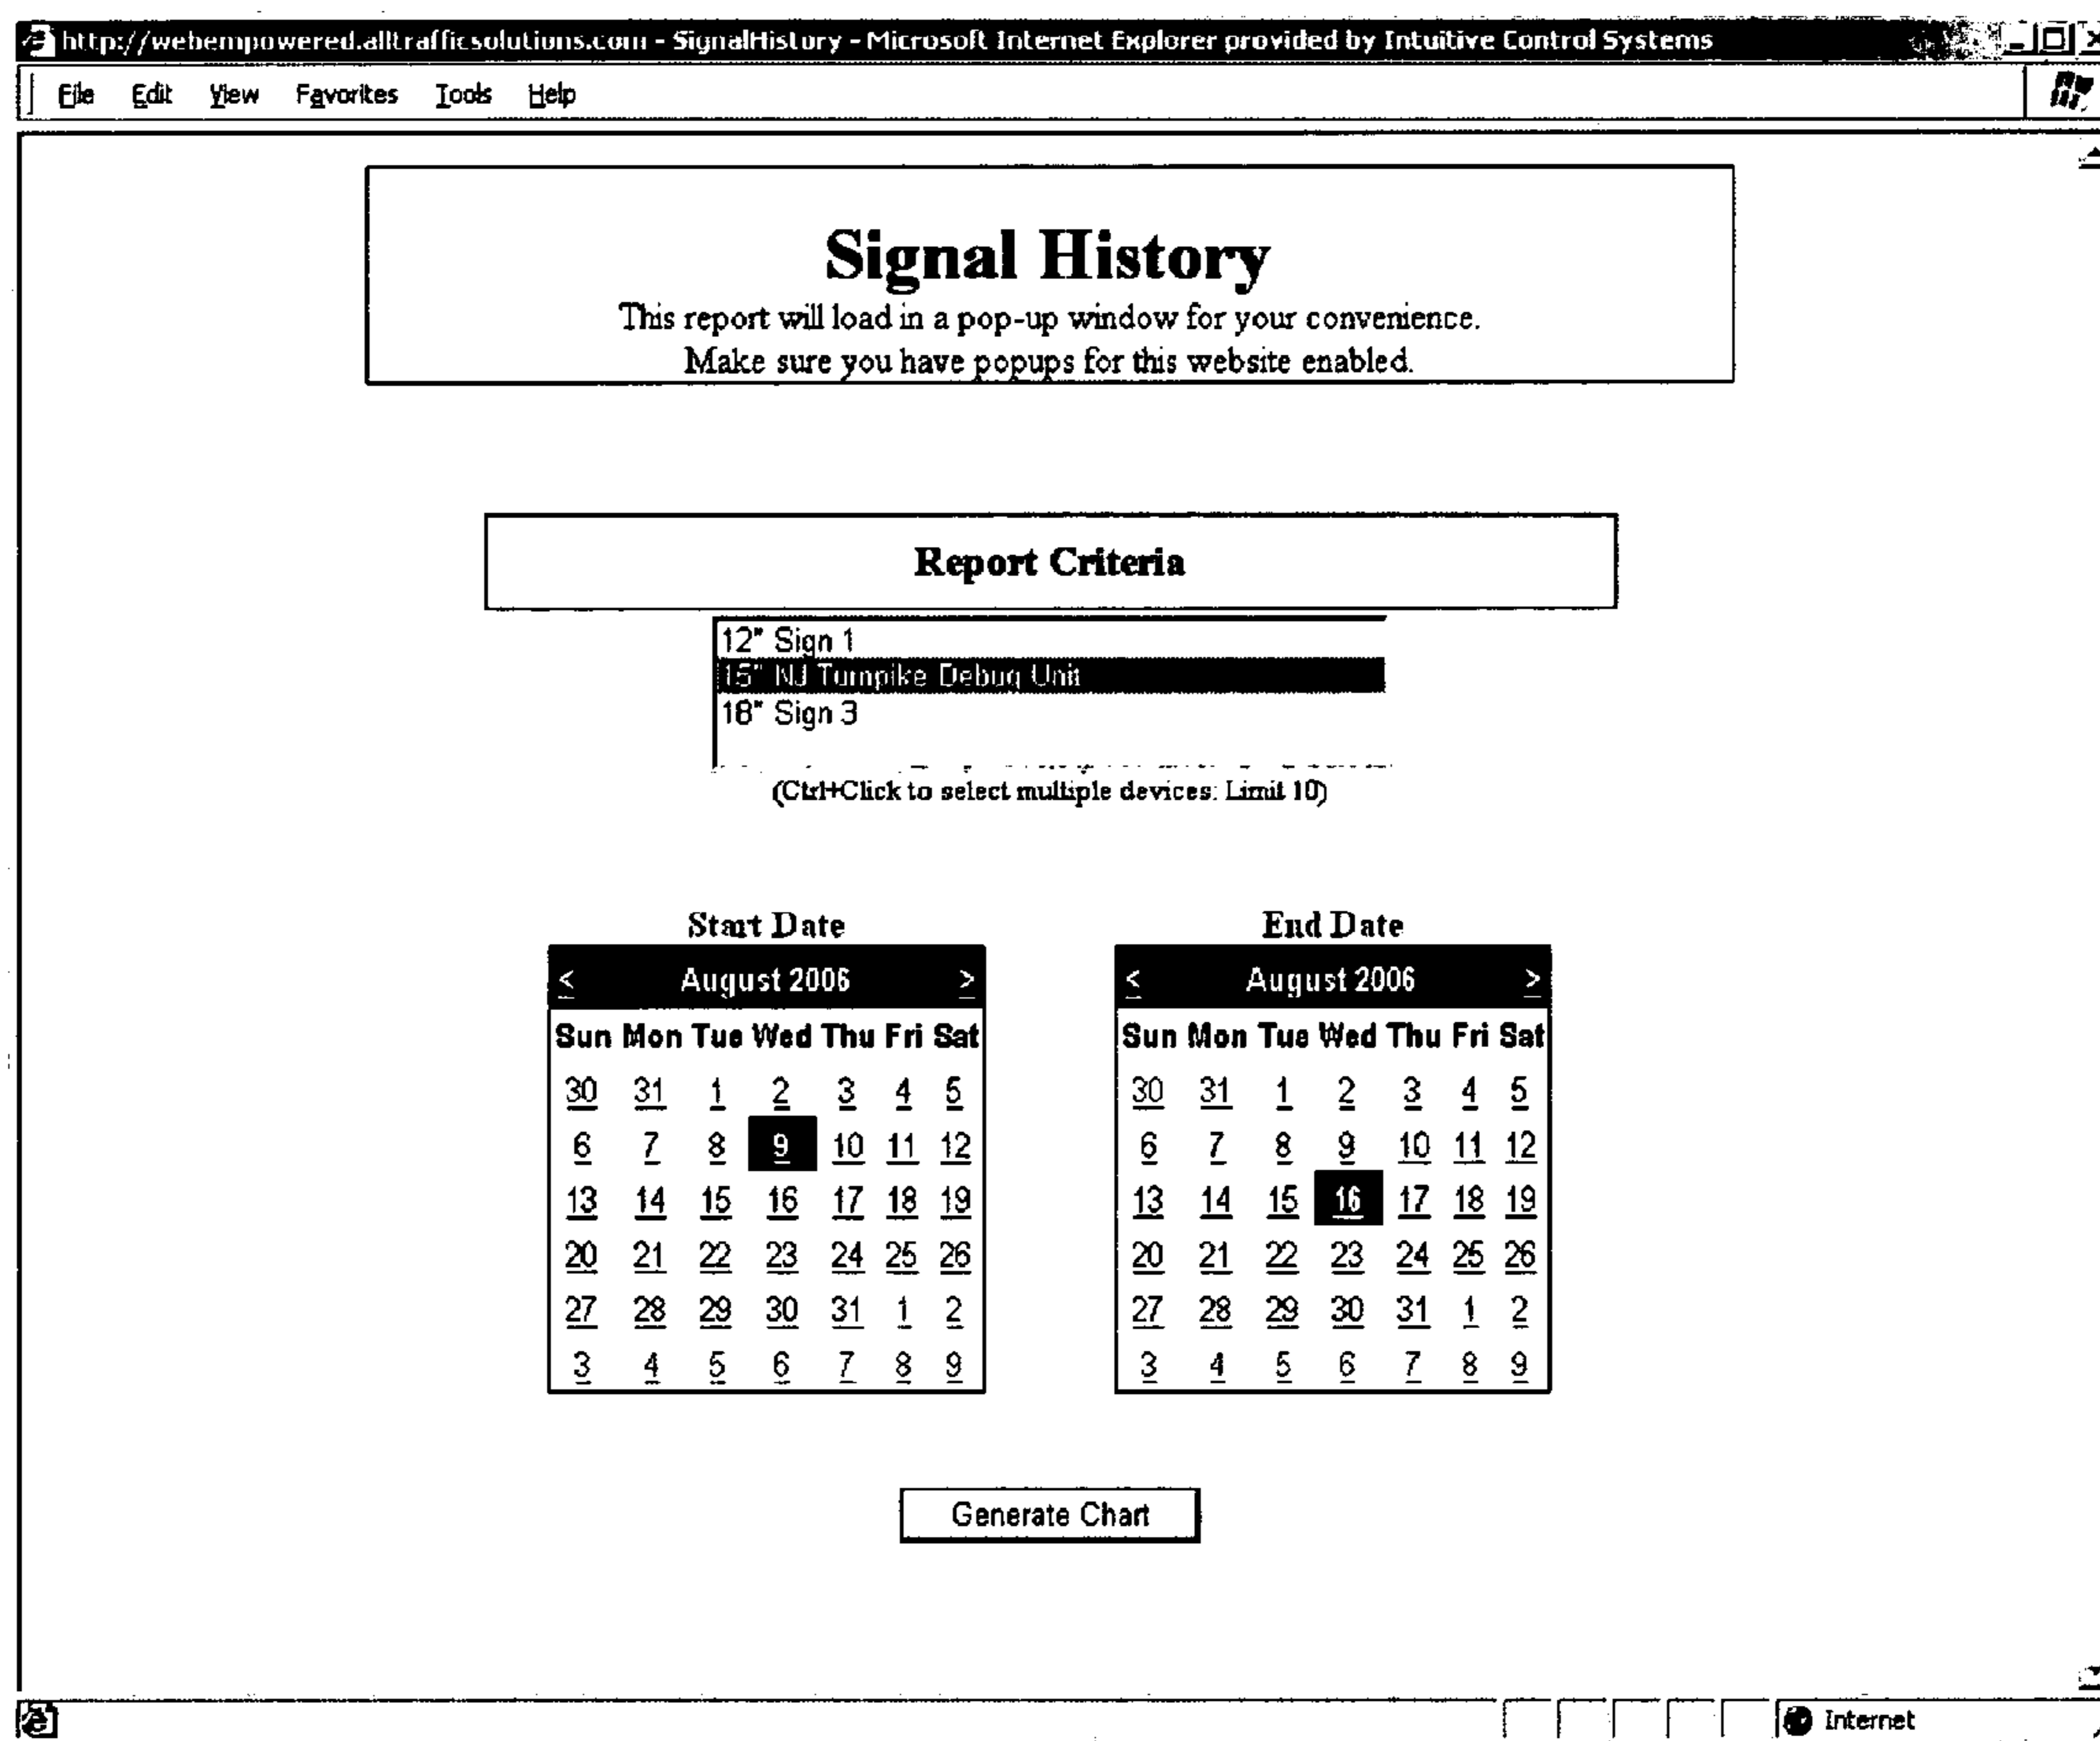 http://webempowered.alltrafficsolutions.com - SignalHistory - Microsoft Internet Explorer provided by Intuitive Control Systems
File Edit View Favorites Tools Help
Signal History
This report will load in a pop-up window for your convenience.
Make sure you have popups for this website enabled.
Report Criteria
12" Sign 1
15" NJ Turnpike Debug Unit
18" Sign 3
(Ctrl+Click to select multiple devices: Limit 10)
Start Date
< August 2006 >
Sun Mon Tue Wed Thu Fri Sat
30 31 1 2 3 4 5
6 7 8 9 10 11 12
13 14 15 16 17 18 19
20 21 22 23 24 25 26
27 28 29 30 31 1 2
3 4 5 6 7 8 9
End Date
< August 2006 >
Sun Mon Tue Wed Thu Fri Sat
30 31 1 2 3 4 5
6 7 8 9 10 11 12
13 14 15 16 17 18 19
20 21 22 23 24 25 26
27 28 29 30 31 1 2
3 4 5 6 7 8 9
Generate Chart
Internet